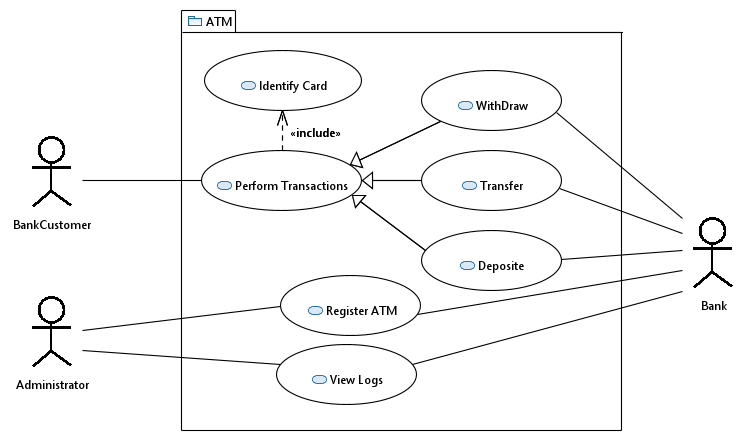 ATM
Identify Card
WithDraw
«include»
Perform Transactions
Transfer
BankCustomer
Deposite
Register ATM
Bank
View Logs
Administrator